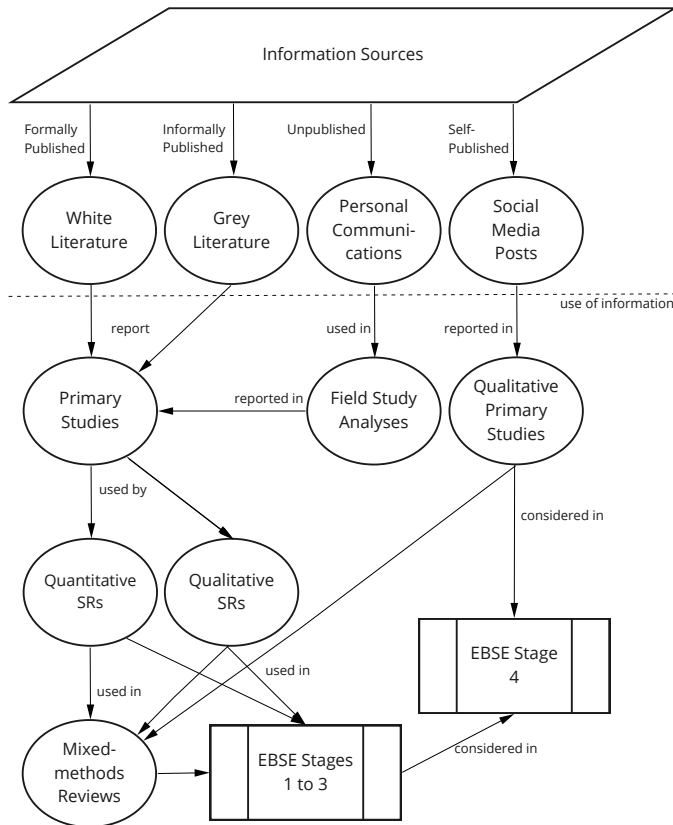 Information Sources
Formally
Published
Informally
Published
Unpublished
Self-
Published
White
Literature
Grey
Literature
Personal
Communi-
cations
Social
Media
Posts
use of information
report
used in
reported in
Primary
Studies
reported in
Field Study
Analyses
Qualitative
Primary
Studies
used by
considered in
Quantitative
SRs
Qualitative
SRs
EBSE Stage
4
used in
used in
Mixed-
methods
Reviews
EBSE Stages
1 to 3
considered in